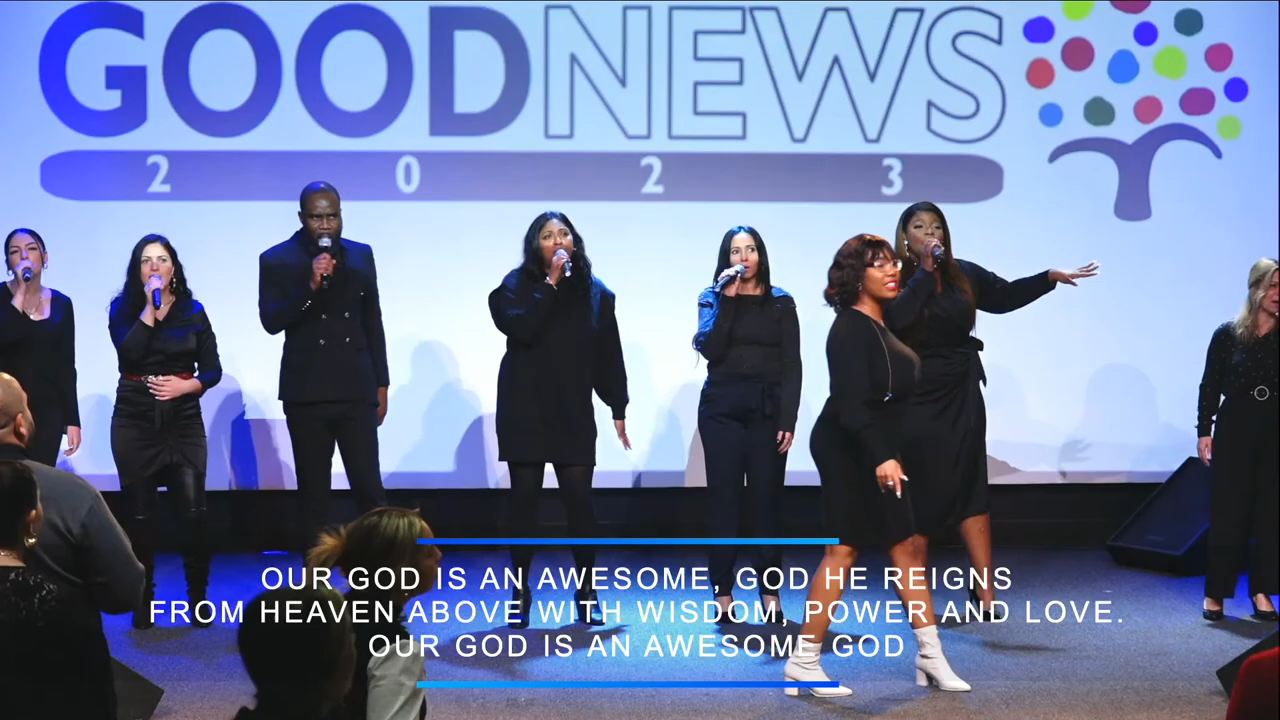 GOODNEWS
2 0 2 3
OUR GOD IS AN AWESOME, GOD HE REIGNS
FROM HEAVEN ABOVE WITH WISDOM, POWER AND LOVE.
OUR GOD IS AN AWESOME GOD